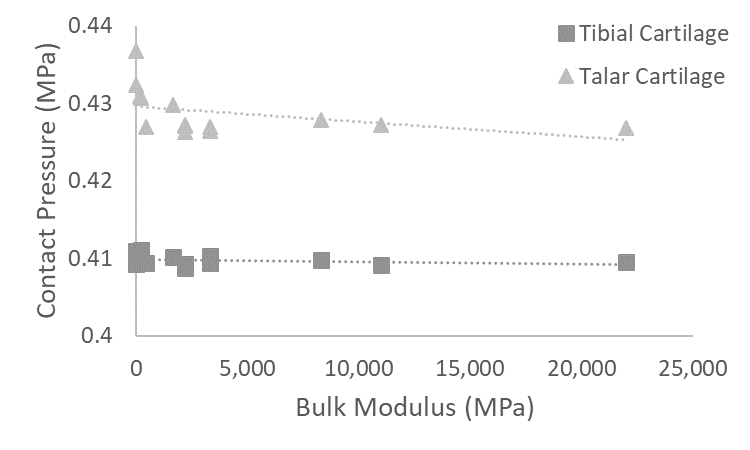 0.44
0.43
0.42
0.41
0.4
Contact Pressure (MPa)
Tibial Cartilage
Talar Cartilage
0 5,000 10,000 15,000 20,000 25,000
Bulk Modulus (MPa)